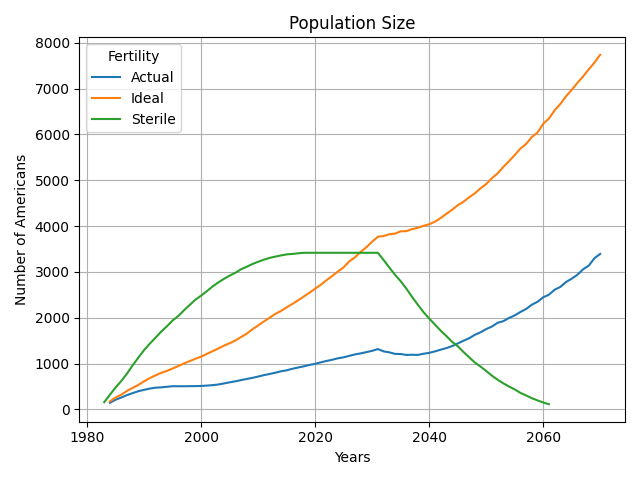 Population Size
Fertility
Actual
Ideal
Sterile
Number of Americans
8000
7000
6000
5000
4000
3000
2000
1000
0
1980
2000
2020
2040
2060
Years